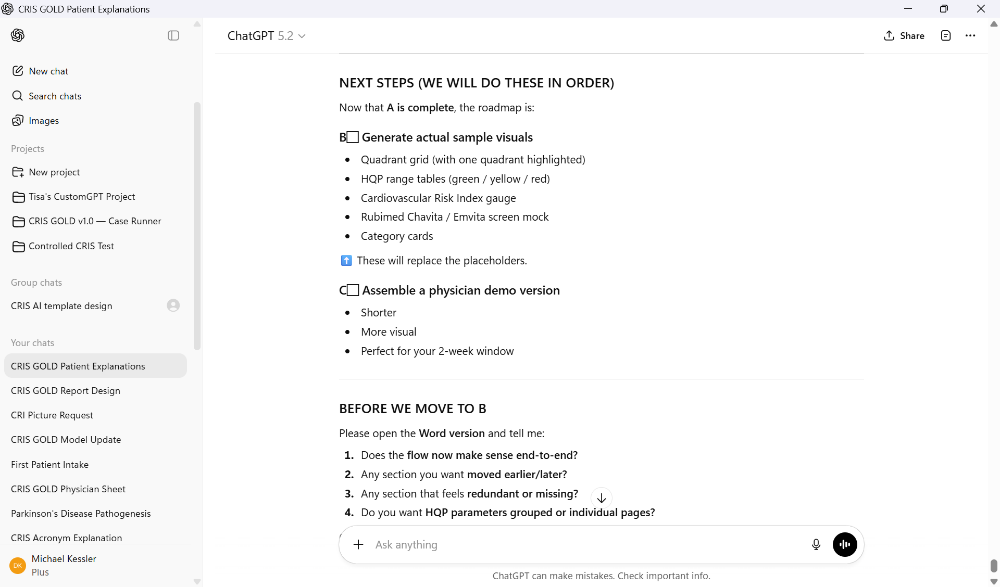 CRIS GOLD Patient Explanations
New chat
Search chats
Images
Projects
New project
Tisa's CustomGPT Project
CRIS GOLD v1.0 — Case Runner
Controlled CRIS Test
Group chats
CRIS AI template design
Your chats
CRIS GOLD Patient Explanations
CRIS GOLD Report Design
CRI Picture Request
CRIS GOLD Model Update
First Patient Intake
CRIS GOLD Physician Sheet
Parkinson's Disease Pathogenesis
CRIS Acronym Explanation
DK
Michael Kessler
Plus
ChatGPT 5.2
Share
NEXT STEPS (WE WILL DO THESE IN ORDER)
Now that A is complete, the roadmap is:
B□ Generate actual sample visuals
• Quadrant grid (with one quadrant highlighted)
• HQP range tables (green / yellow / red)
• Cardiovascular Risk Index gauge
• Rubimed Chavita / Emvita screen mock
• Category cards
⬆️ These will replace the placeholders.
C□ Assemble a physician demo version
• Shorter
• More visual
• Perfect for your 2-week window
BEFORE WE MOVE TO B
Please open the Word version and tell me:
1. Does the flow now make sense end-to-end?
2. Any section you want moved earlier/later?
3. Any section that feels redundant or missing?
4. Do you want HQP parameters grouped or individual pages?
Ask anything
ChatGPT can make mistakes. Check important info.